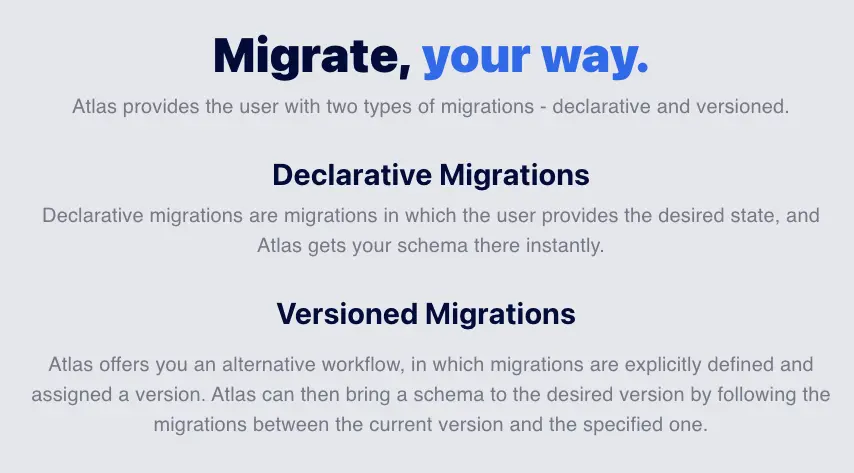 Migrate, your way.
Atlas provides the user with two types of migrations - declarative and versioned.
Declarative Migrations
Declarative migrations are migrations in which the user provides the desired state, and
Atlas gets your schema there instantly.
Versioned Migrations
Atlas offers you an alternative workflow, in which migrations are explicitly defined and
assigned a version. Atlas can then bring a schema to the desired version by following the
migrations between the current version and the specified one.